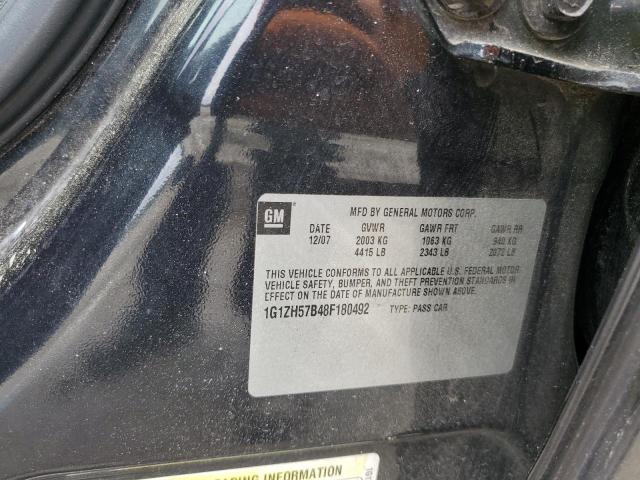 GM
MFD BY GENERAL MOTORS CORP.
DATE GVWR GAWR FRT GAWR RR
12/07 2003 KG 1063 KG 940 KG
4415 LB 2343 LB 2072 LB
THIS VEHICLE CONFORMS TO ALL APPLICABLE U.S. FEDERAL MOTOR
VEHICLE SAFETY, BUMPER, AND THEFT PREVENTION STANDARDS IN
EFFECT ON THE DATE OF MANUFACTURE SHOWN ABOVE.
1G1ZH57B48F180492 TYPE: PASS CAR
INFORMATION